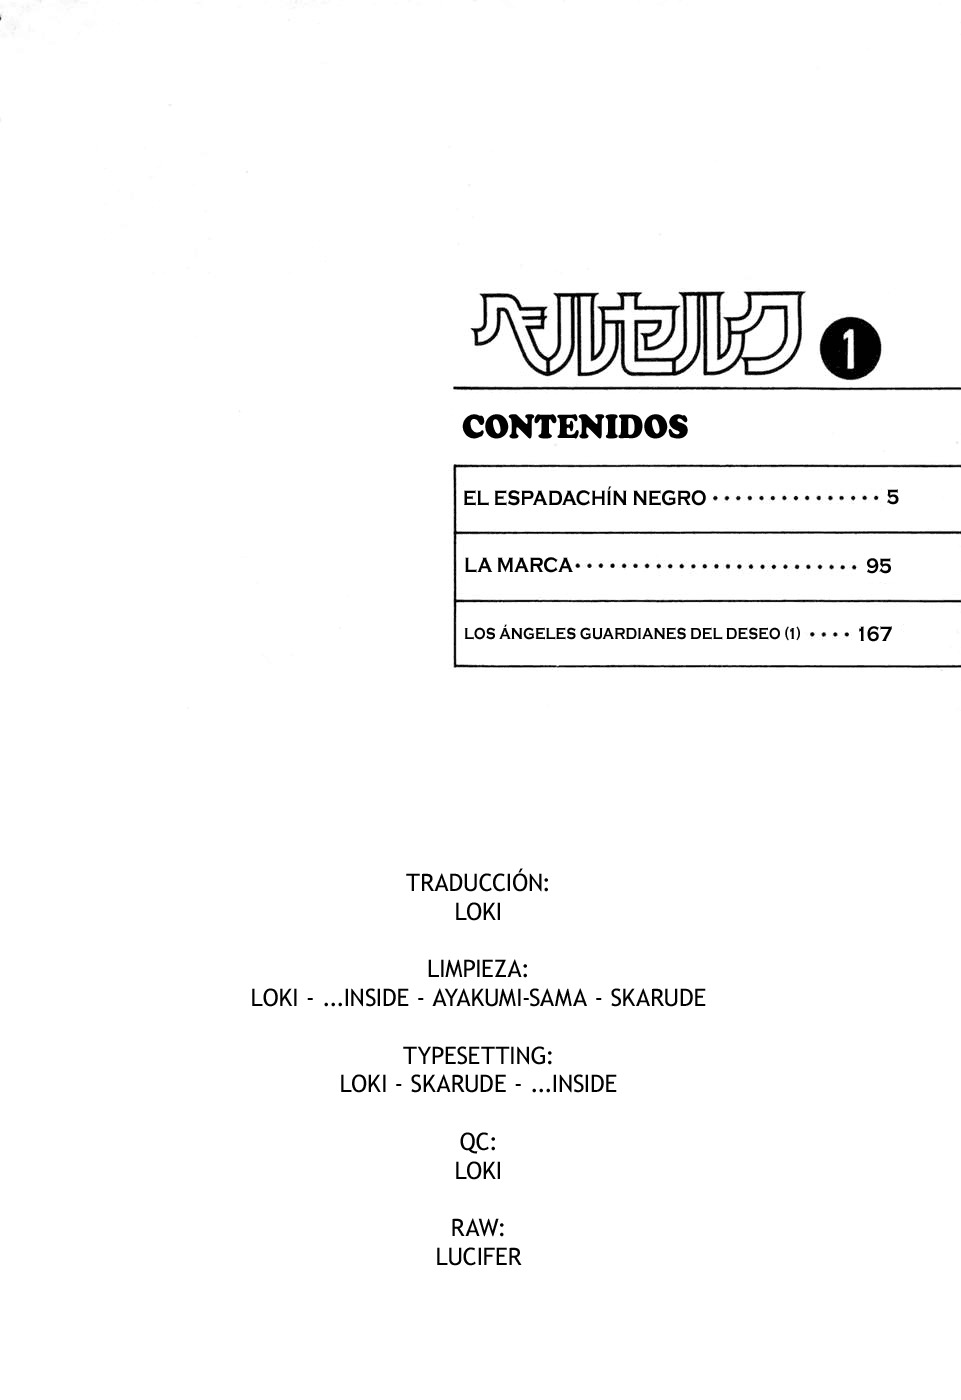 ベルセルク 1
CONTENIDOS
EL ESPADACHÍN NEGRO ・・・・・・・・・・・・・・・ 5
LA MARCA・・・・・・・・・・・・・・・・・・・・・・・・・ 95
LOS ÁNGELES GUARDIANES DEL DESEO (1) ・・・・ 167
TRADUCCIÓN:
LOKI
LIMPIEZA:
LOKI - ...INSIDE - AYAKUMI-SAMA - SKARUDE
TYPESETTING:
LOKI - SKARUDE - ...INSIDE
QC:
LOKI
RAW:
LUCIFER